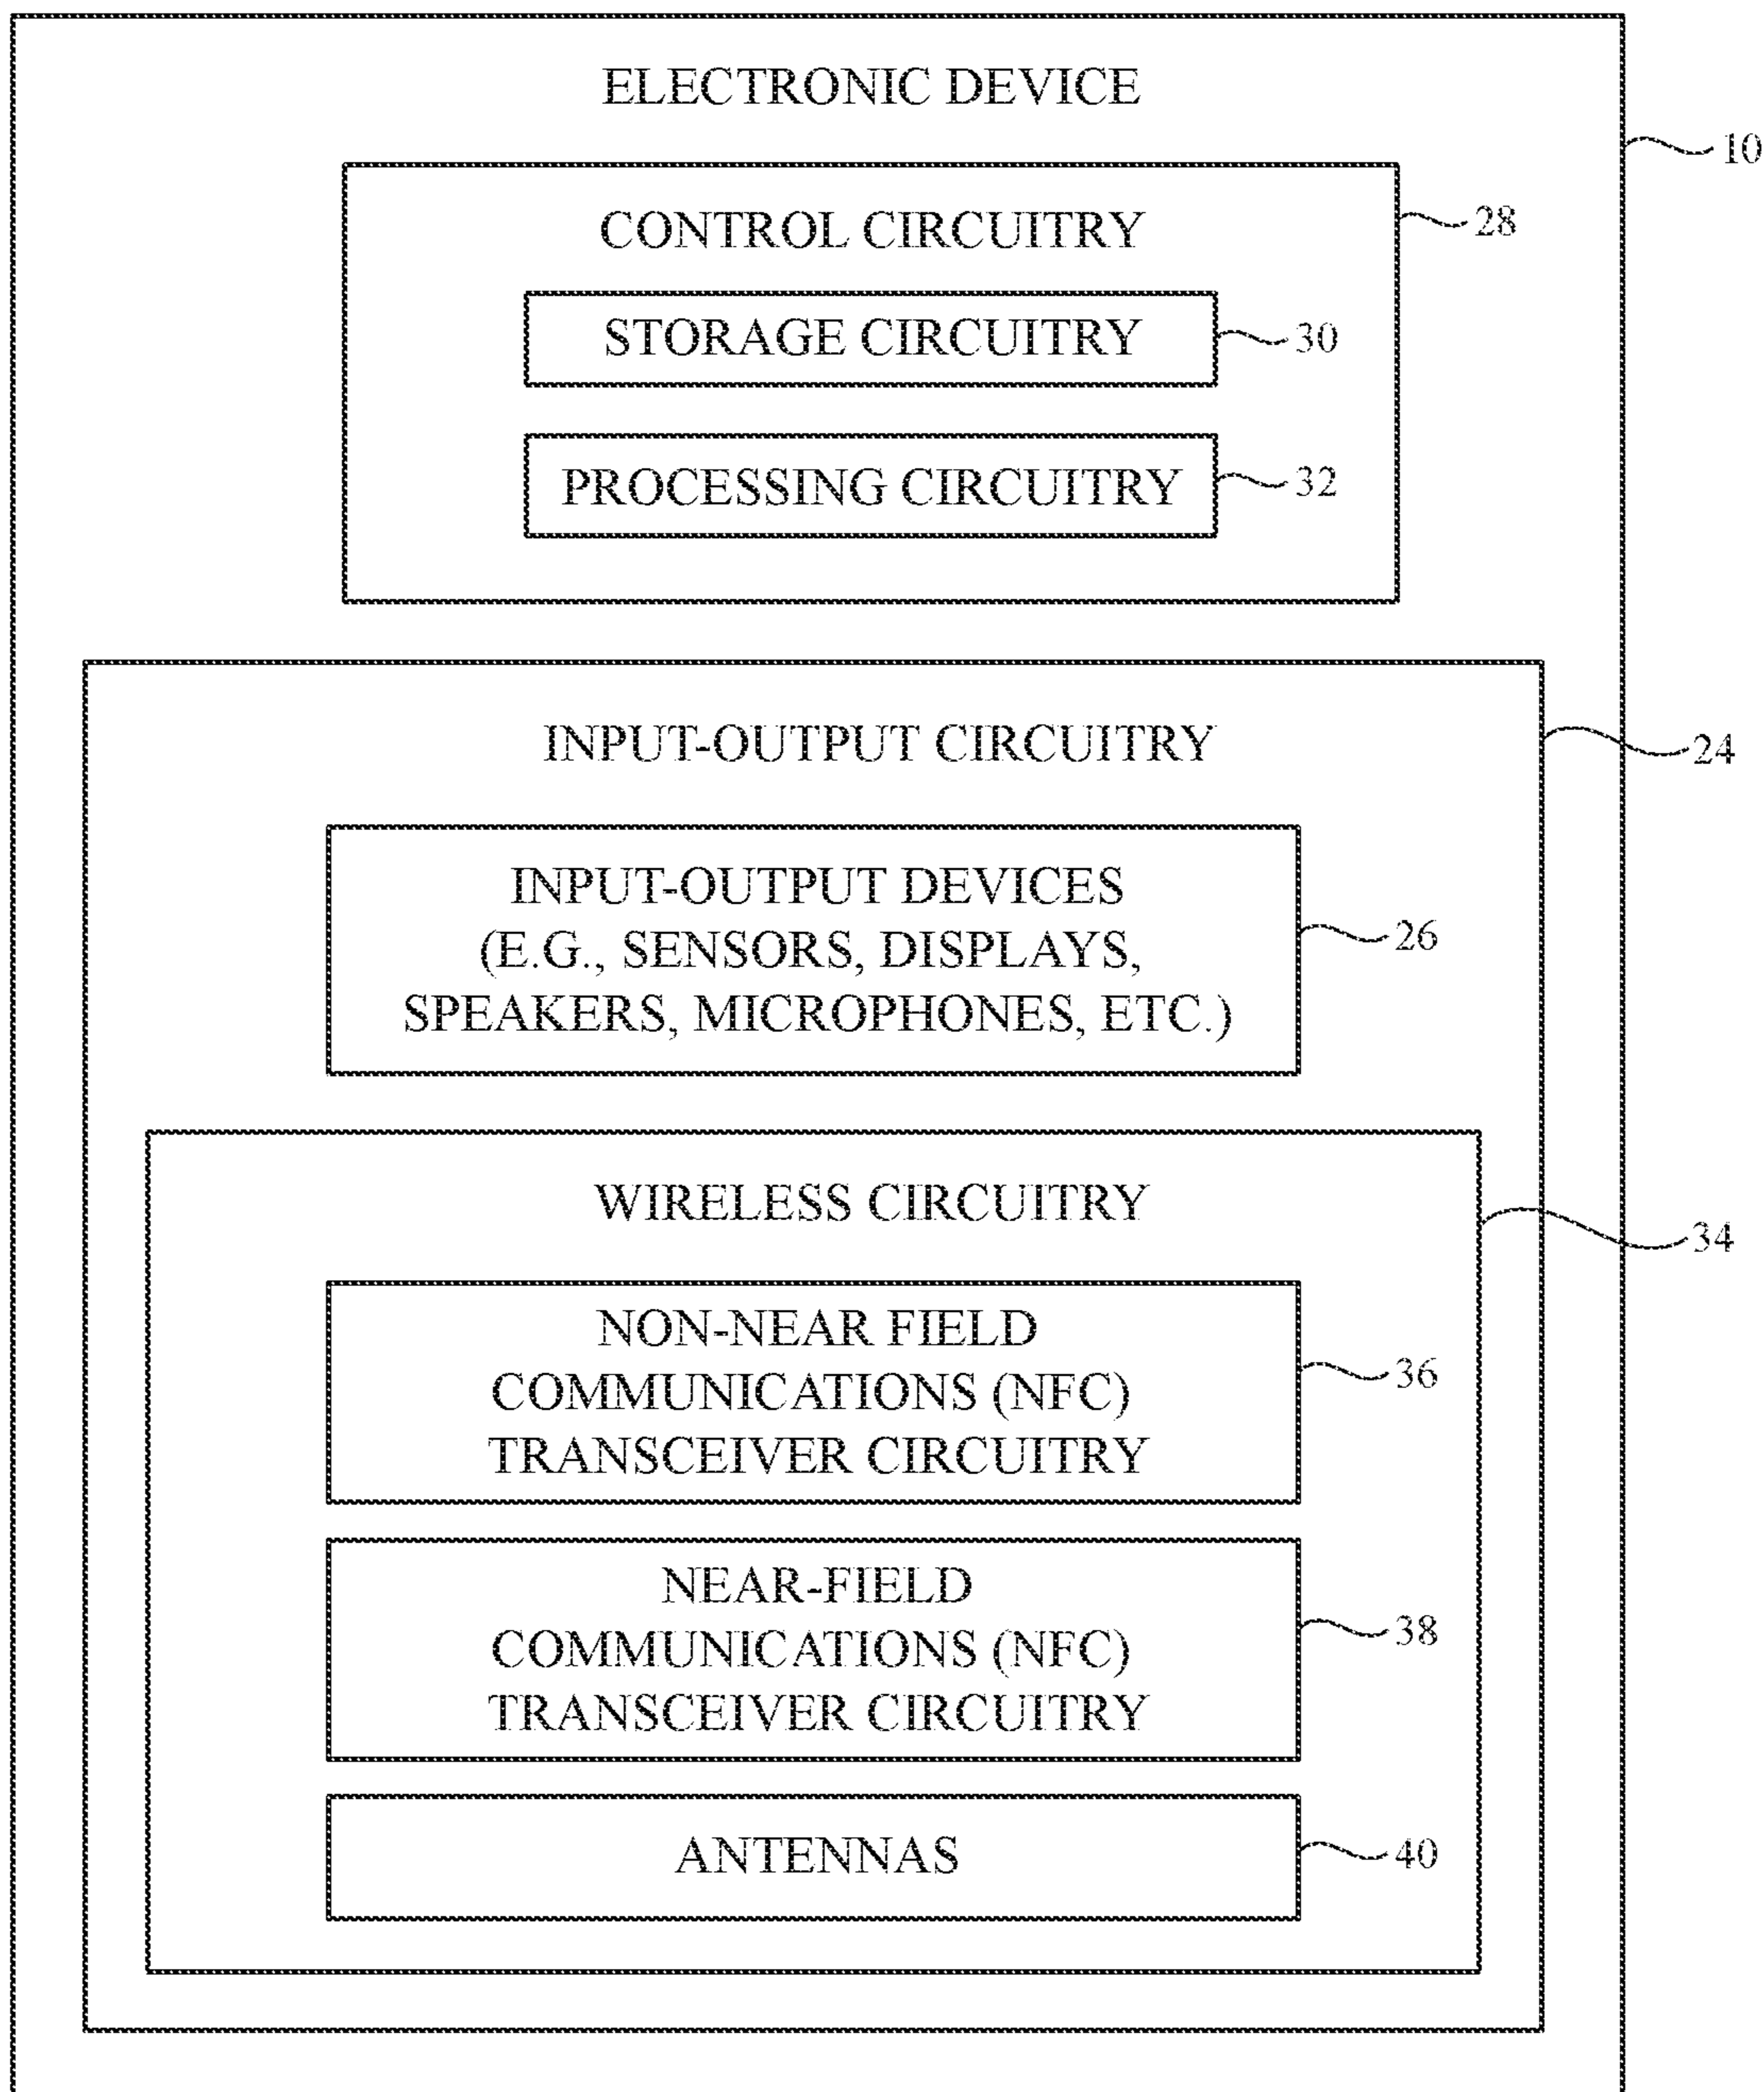 ELECTRONIC DEVICE
10
CONTROL CIRCUITRY
28
STORAGE CIRCUITRY
30
PROCESSING CIRCUITRY
32
INPUT-OUTPUT CIRCUITRY
24
INPUT-OUTPUT DEVICES
(E.G., SENSORS, DISPLAYS,
SPEAKERS, MICROPHONES, ETC.)
26
WIRELESS CIRCUITRY
34
NON-NEAR FIELD
COMMUNICATIONS (NFC)
TRANSCEIVER CIRCUITRY
36
NEAR-FIELD
COMMUNICATIONS (NFC)
TRANSCEIVER CIRCUITRY
38
ANTENNAS
40